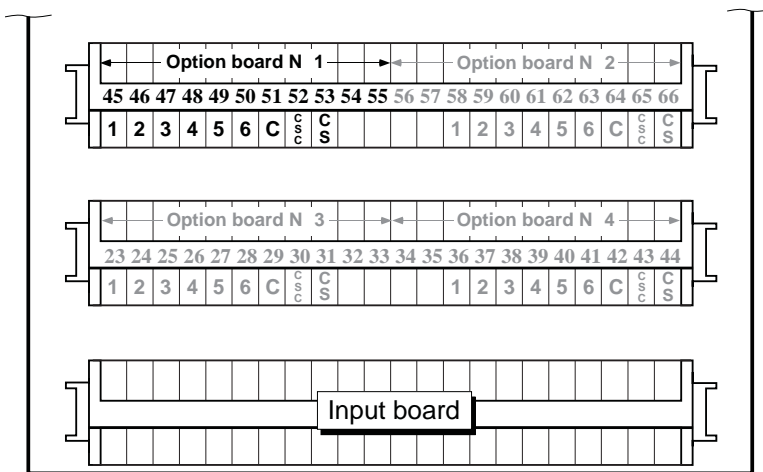 Option board N 1 Option board N 2
45 46 47 48 49 50 51 52 53 54 55 56 57 58 59 60 61 62 63 64 65 66
1 2 3 4 5 6 C CSC CS 1 2 3 4 5 6 C CSC CS
Option board N 3 Option board N 4
23 24 25 26 27 28 29 30 31 32 33 34 35 36 37 38 39 40 41 42 43 44
1 2 3 4 5 6 C CSC CS 1 2 3 4 5 6 C CSC CS
Input board